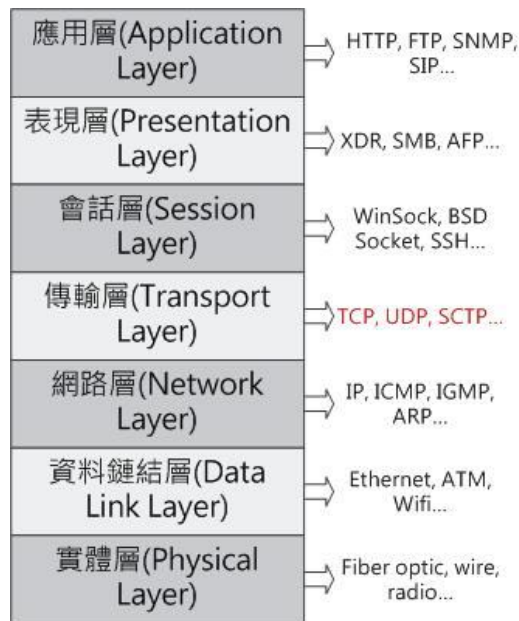 應用層(Application
Layer)
HTTP, FTP, SNMP,
SIP...
表現層(Presentation
Layer)
XDR, SMB, AFP...
會話層(Session
Layer)
WinSock, BSD
Socket, SSH...
傳輸層(Transport
Layer)
TCP, UDP, SCTP...
網路層(Network
Layer)
IP, ICMP, IGMP,
ARP...
資料鏈結層(Data
Link Layer)
Ethernet, ATM,
Wifi...
實體層(Physical
Layer)
Fiber optic, wire,
radio...